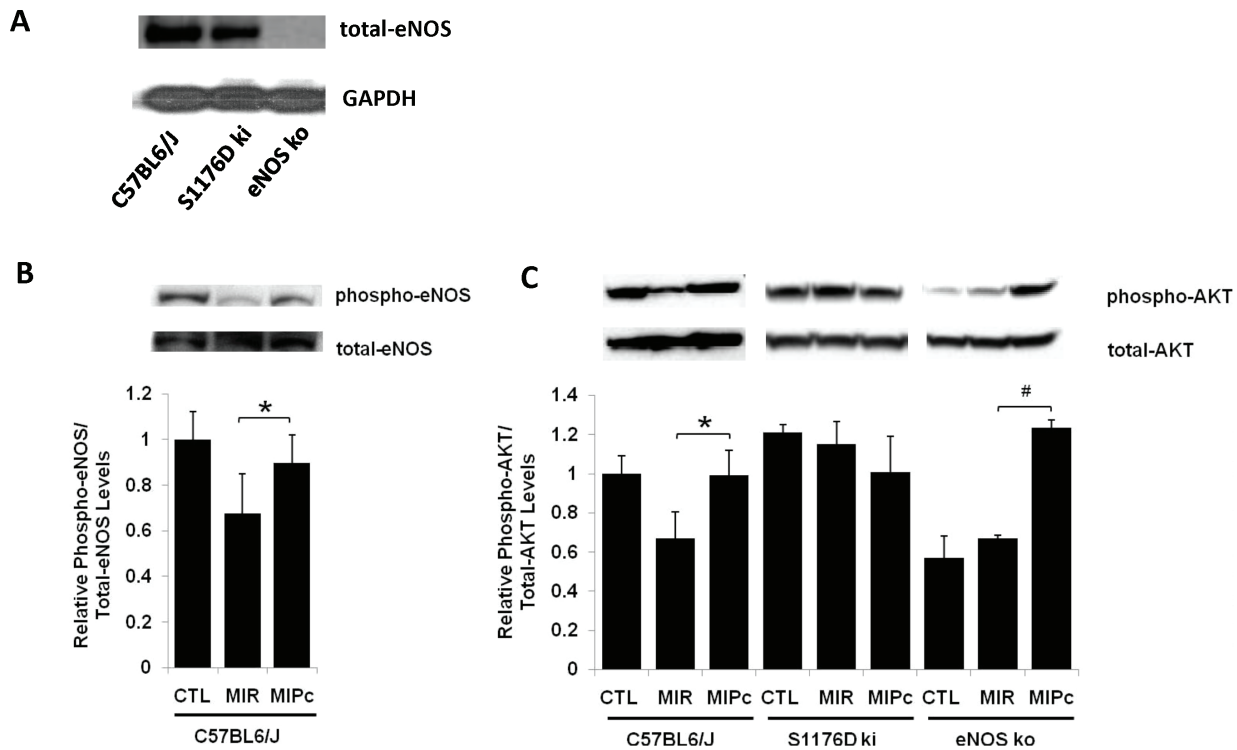 A
total-eNOS
GAPDH
C57BL6/J
S1176D ki
eNOS ko
B
phospho-eNOS
total-eNOS
Relative Phospho-eNOS/
Total-eNOS Levels
1.2
1
0.8
0.6
0.4
0.2
0
*
CTL MIR MIPc
C57BL6/J
C
phospho-AKT
total-AKT
Relative Phospho-AKT/
Total-AKT Levels
1.4
1.2
1
0.8
0.6
0.4
0.2
0
*
#
CTL MIR MIPc CTL MIR MIPc CTL MIR MIPc
C57BL6/J S1176D ki eNOS ko